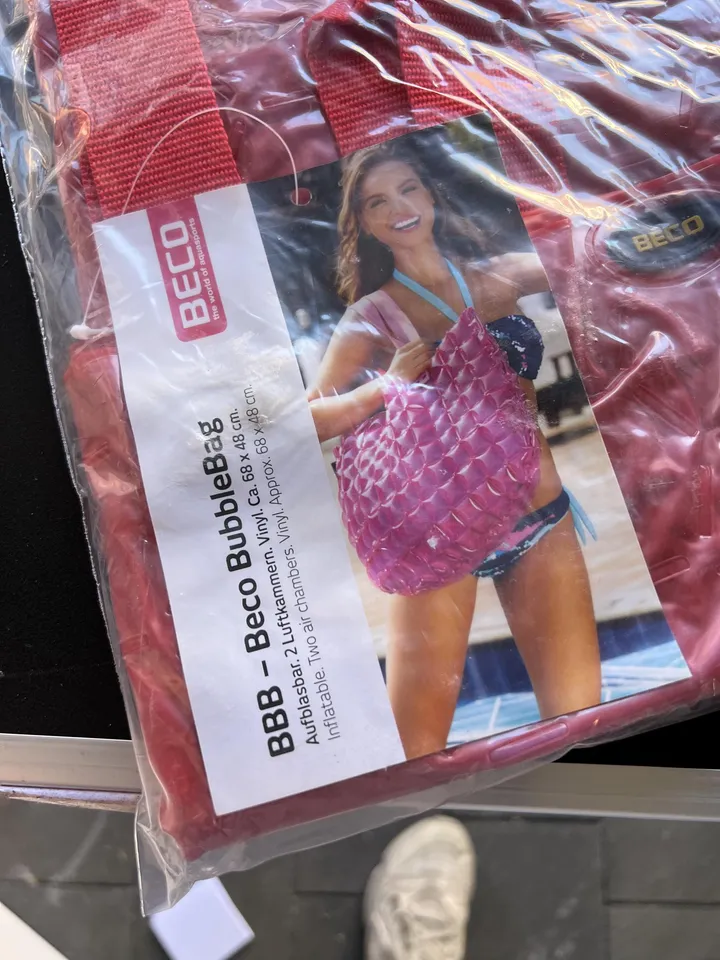 BECO
the world of aquasports
BBB – Beco BubbleBag
Aufblasbar. 2 Luftkammern. Vinyl. Ca. 68 x 48 cm.
Inflatable. Two air chambers. Vinyl. Approx. 68 x 48 cm.
BECO